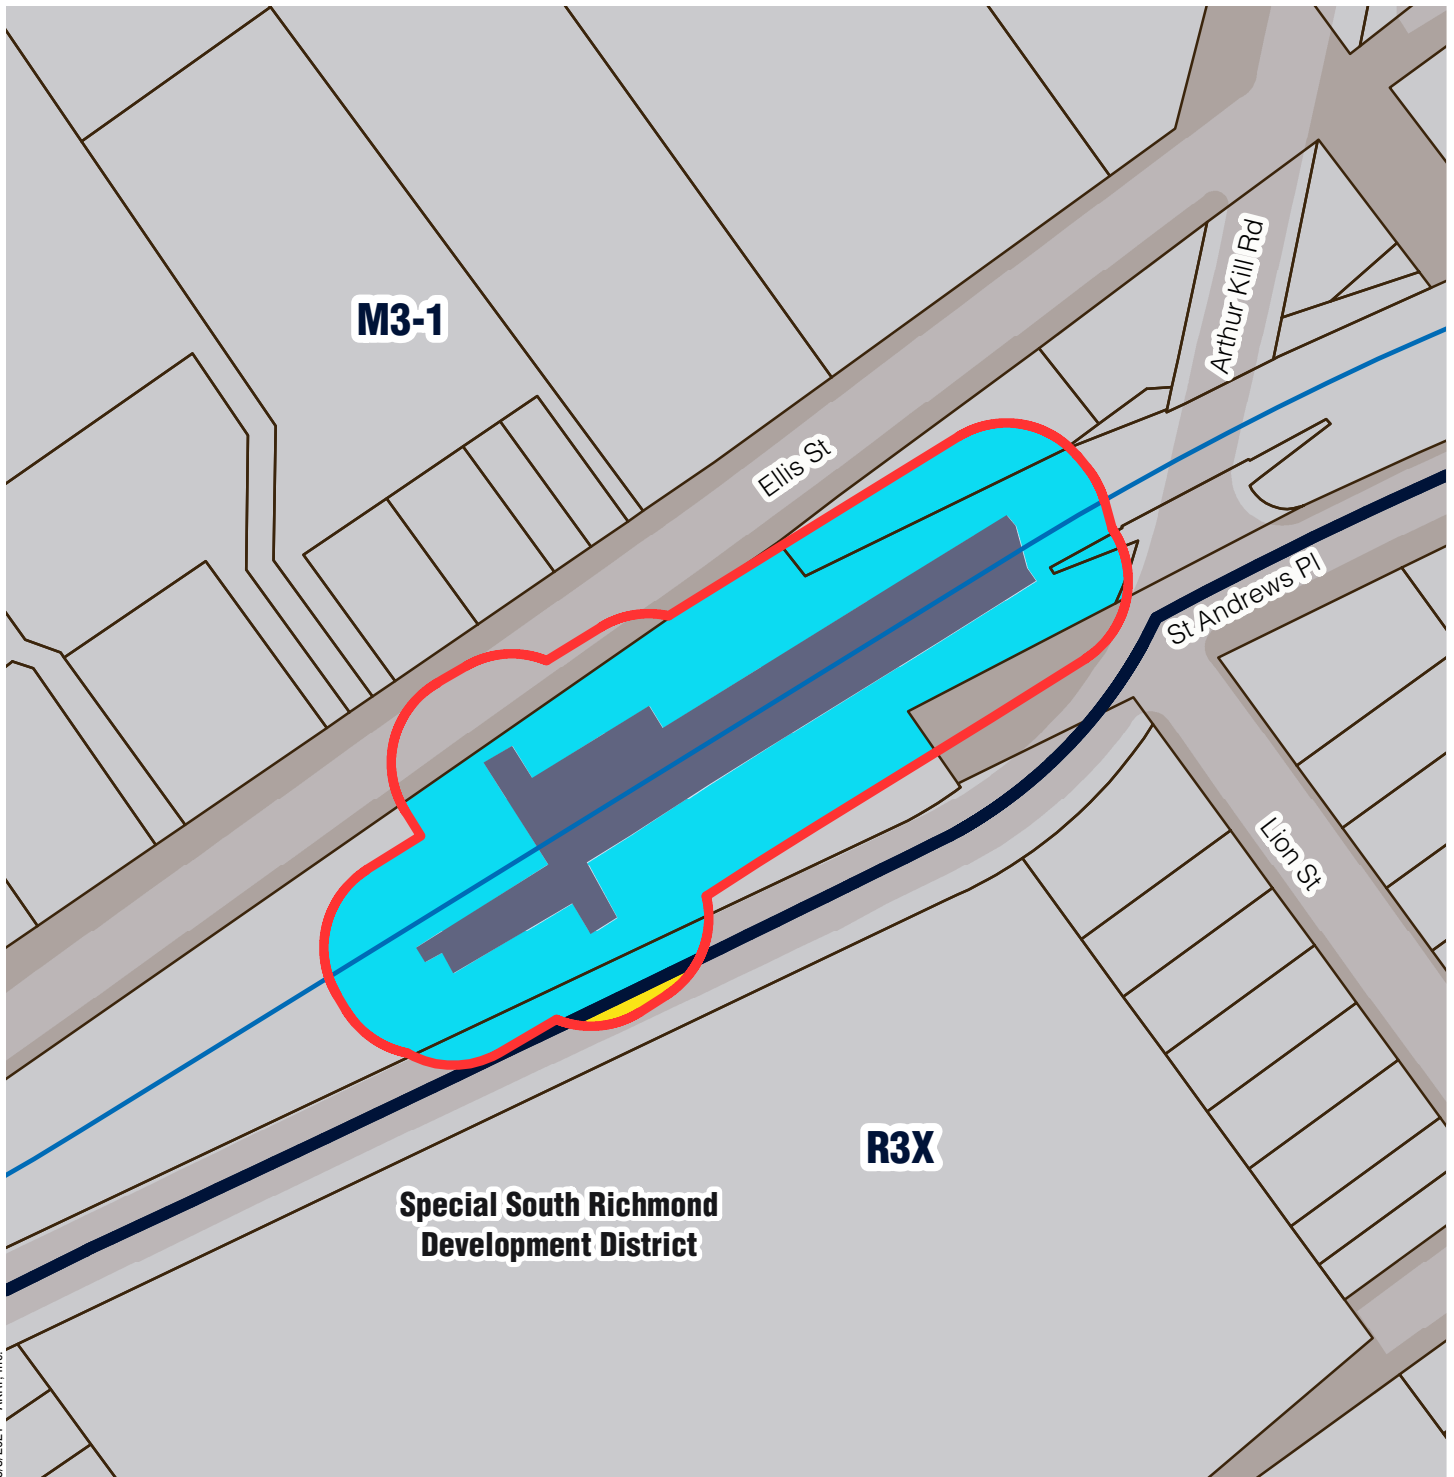 M3-1
Arthur Kill Rd
Ellis St
St Andrews Pl
Lion St
R3X
Special South Richmond
Development District